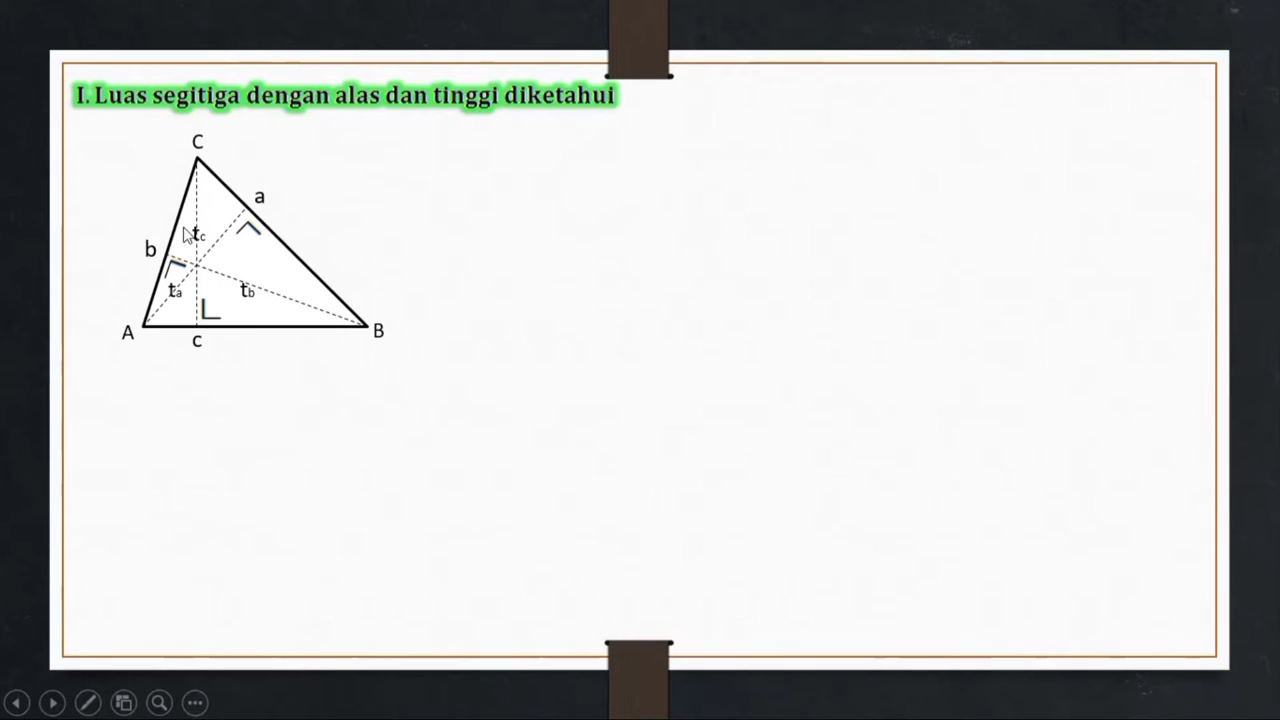 I. Luas segitiga dengan alas dan tinggi diketahui
C
a
tc
b
ta
tb
A
B
c